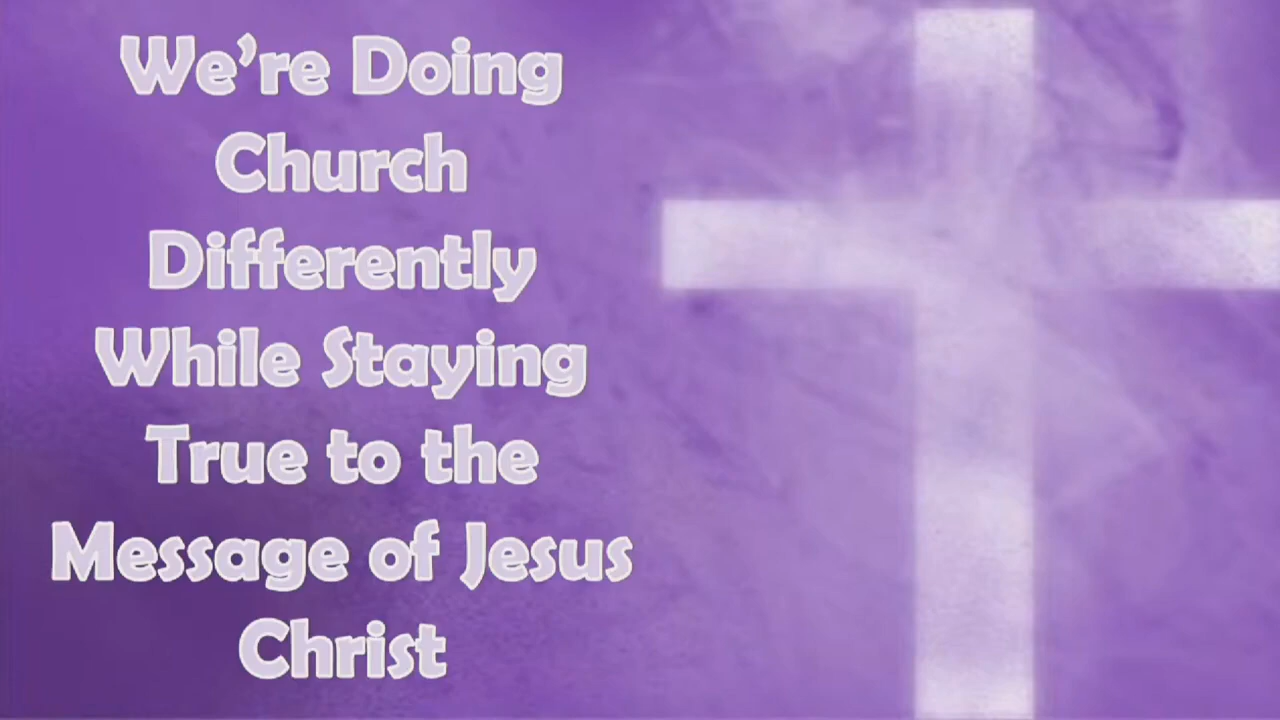 We’re Doing
Church
Differently
While Staying
True to the
Message of Jesus
Christ